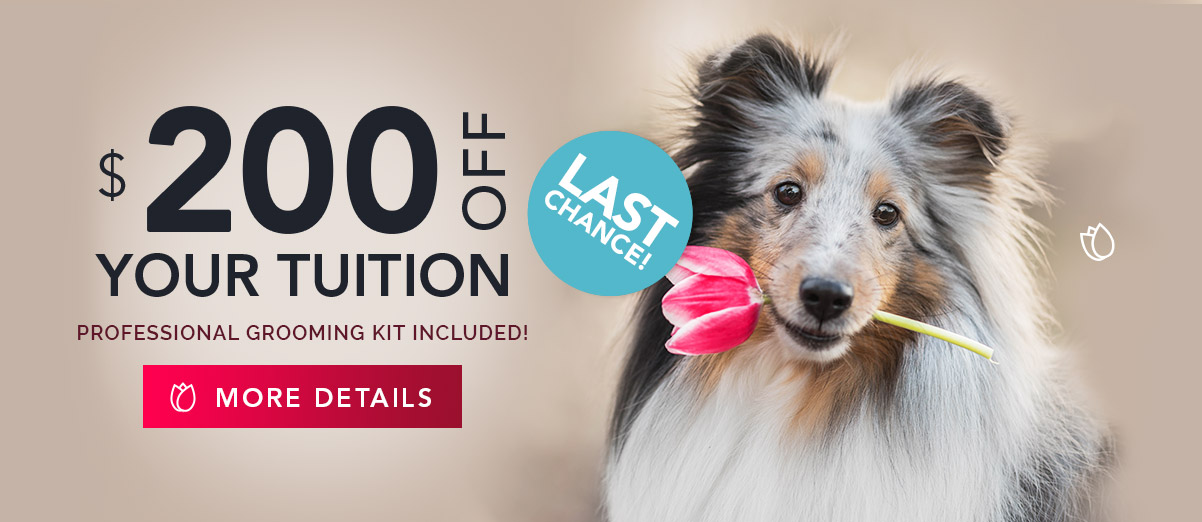 $200 OFF
YOUR TUITION
PROFESSIONAL GROOMING KIT INCLUDED!
MORE DETAILS
LAST
CHANCE!